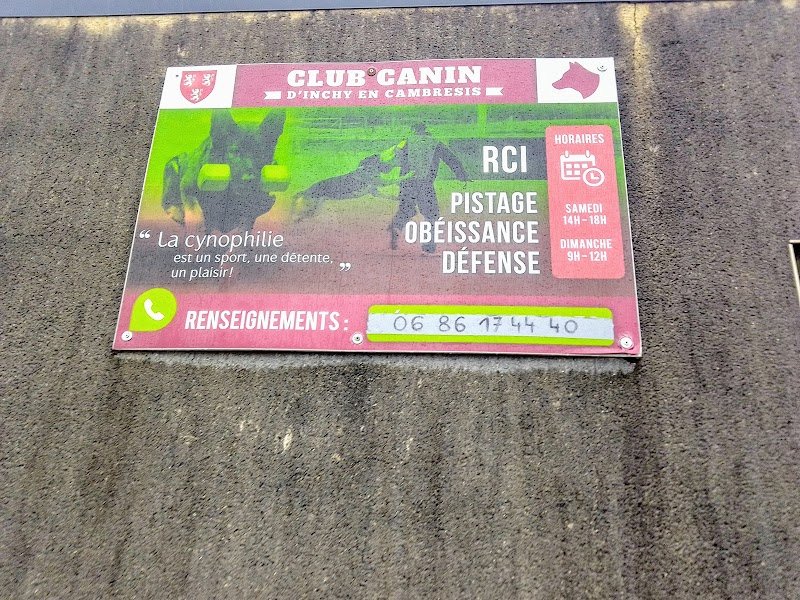 CLUB CANIN
D'INCHY EN CAMBRESIS
RCI
PISTAGE
OBÉISSANCE
DÉFENSE
HORAIRES
SAMEDI
14H-18H
DIMANCHE
9H-12H
“ La cynophilie
est un sport, une détente,
un plaisir! ”
RENSEIGNEMENTS : 06 86 17 44 40